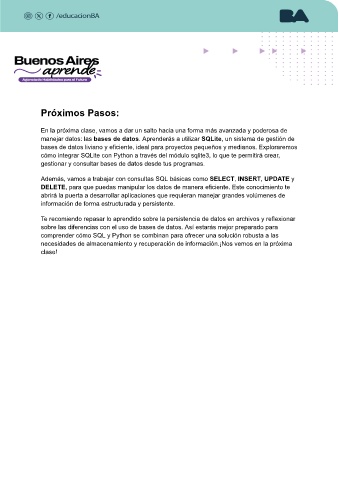 /educacionBA
BA
Buenos Aires
aprende
Aprendiendo Habilidades para el Futuro
Próximos Pasos:
En la próxima clase, vamos a dar un salto hacia una forma más avanzada y poderosa de
manejar datos: las bases de datos. Aprenderás a utilizar SQLite, un sistema de gestión de
bases de datos liviano y eficiente, ideal para proyectos pequeños y medianos. Exploraremos
cómo integrar SQLite con Python a través del módulo sqlite3, lo que te permitirá crear,
gestionar y consultar bases de datos desde tus programas.
Además, vamos a trabajar con consultas SQL básicas como SELECT, INSERT, UPDATE y
DELETE, para que puedas manipular los datos de manera eficiente. Este conocimiento te
abrirá la puerta a desarrollar aplicaciones que requieran manejar grandes volúmenes de
información de forma estructurada y persistente.
Te recomiendo repasar lo aprendido sobre la persistencia de datos en archivos y reflexionar
sobre las diferencias con el uso de bases de datos. Así estarás mejor preparado para
comprender cómo SQL y Python se combinan para ofrecer una solución robusta a las
necesidades de almacenamiento y recuperación de información.¡Nos vemos en la próxima
clase!